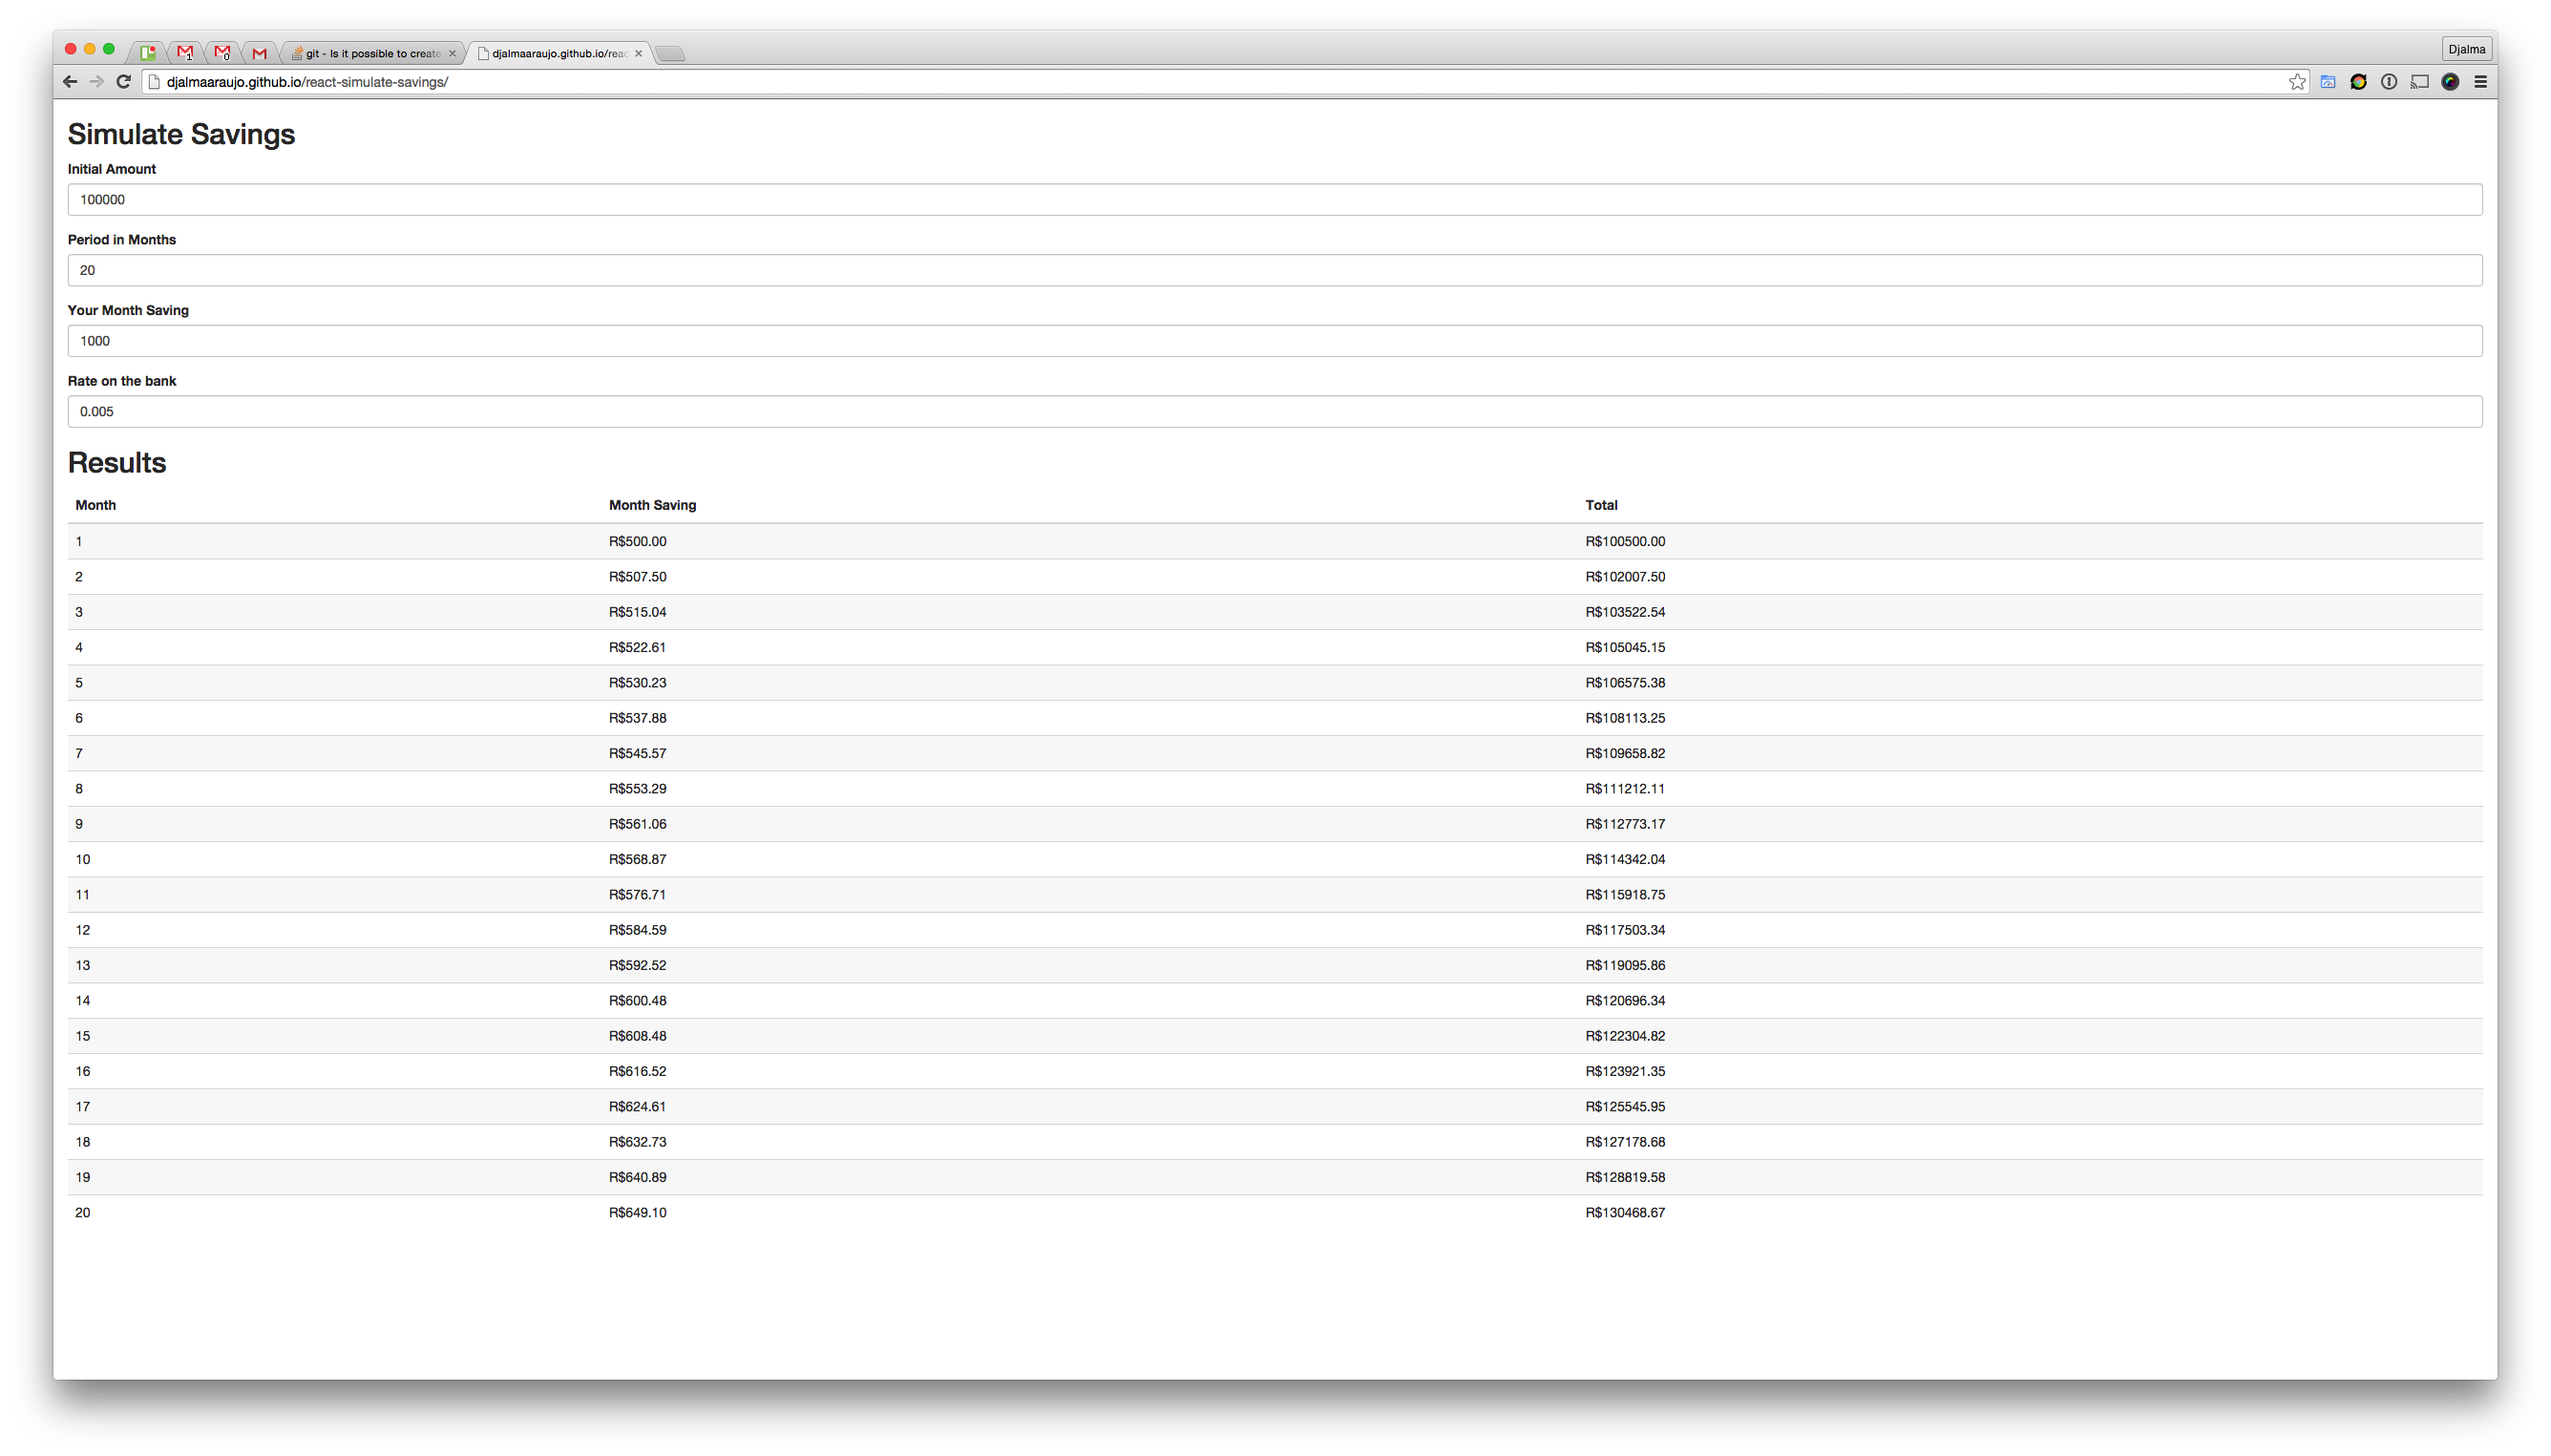 1 0 git - Is it possible to create djalmaaraujo.github.io/reac Djalma
djalmaaraujo.github.io/react-simulate-savings/
Simulate Savings
Initial Amount
100000
Period in Months
20
Your Month Saving
1000
Rate on the bank
0.005
Results
Month Month Saving Total
1 R$500.00 R$100500.00
2 R$507.50 R$102007.50
3 R$515.04 R$103522.54
4 R$522.61 R$105045.15
5 R$530.23 R$106575.38
6 R$537.88 R$108113.25
7 R$545.57 R$109658.82
8 R$553.29 R$111212.11
9 R$561.06 R$112773.17
10 R$568.87 R$114342.04
11 R$576.71 R$115918.75
12 R$584.59 R$117503.34
13 R$592.52 R$119095.86
14 R$600.48 R$120696.34
15 R$608.48 R$122304.82
16 R$616.52 R$123921.35
17 R$624.61 R$125545.95
18 R$632.73 R$127178.68
19 R$640.89 R$128819.58
20 R$649.10 R$130468.67